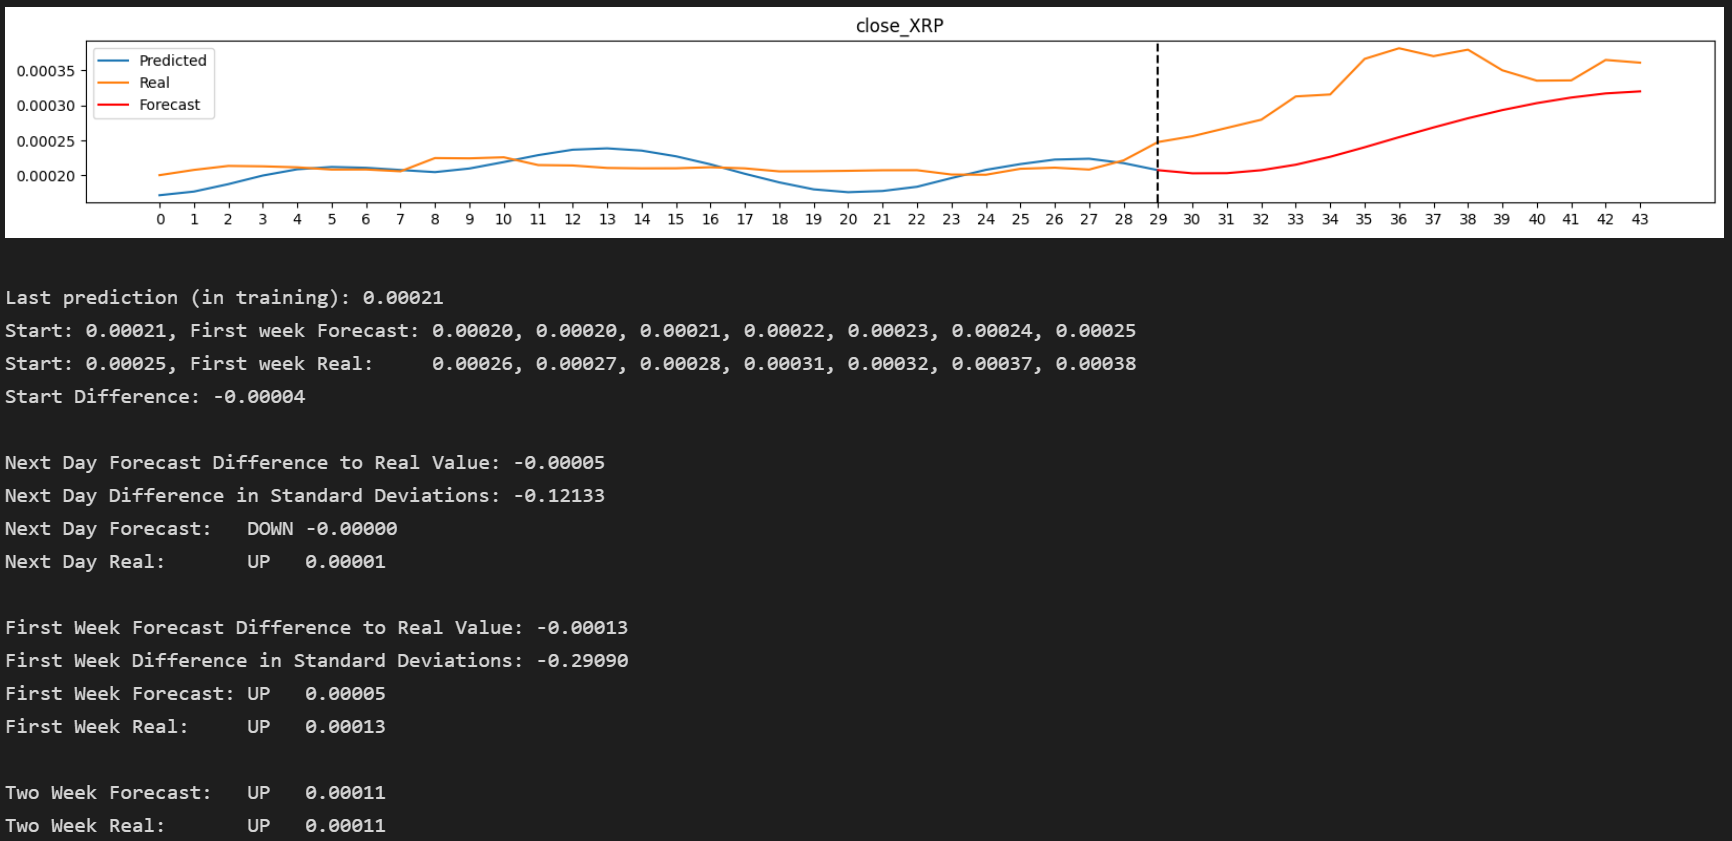 close_XRP
Predicted
Real
Forecast
0.00035
0.00030
0.00025
0.00020
0 1 2 3 4 5 6 7 8 9 10 11 12 13 14 15 16 17 18 19 20 21 22 23 24 25 26 27 28 29 30 31 32 33 34 35 36 37 38 39 40 41 42 43
Last prediction (in training): 0.00021
Start: 0.00021, First week Forecast: 0.00020, 0.00020, 0.00021, 0.00022, 0.00023, 0.00024, 0.00025
Start: 0.00025, First week Real: 0.00026, 0.00027, 0.00028, 0.00031, 0.00032, 0.00037, 0.00038
Start Difference: -0.00004
Next Day Forecast Difference to Real Value: -0.00005
Next Day Difference in Standard Deviations: -0.12133
Next Day Forecast: DOWN -0.00000
Next Day Real: UP 0.00001
First Week Forecast Difference to Real Value: -0.00013
First Week Difference in Standard Deviations: -0.29090
First Week Forecast: UP 0.00005
First Week Real: UP 0.00013
Two Week Forecast: UP 0.00011
Two Week Real: UP 0.00011